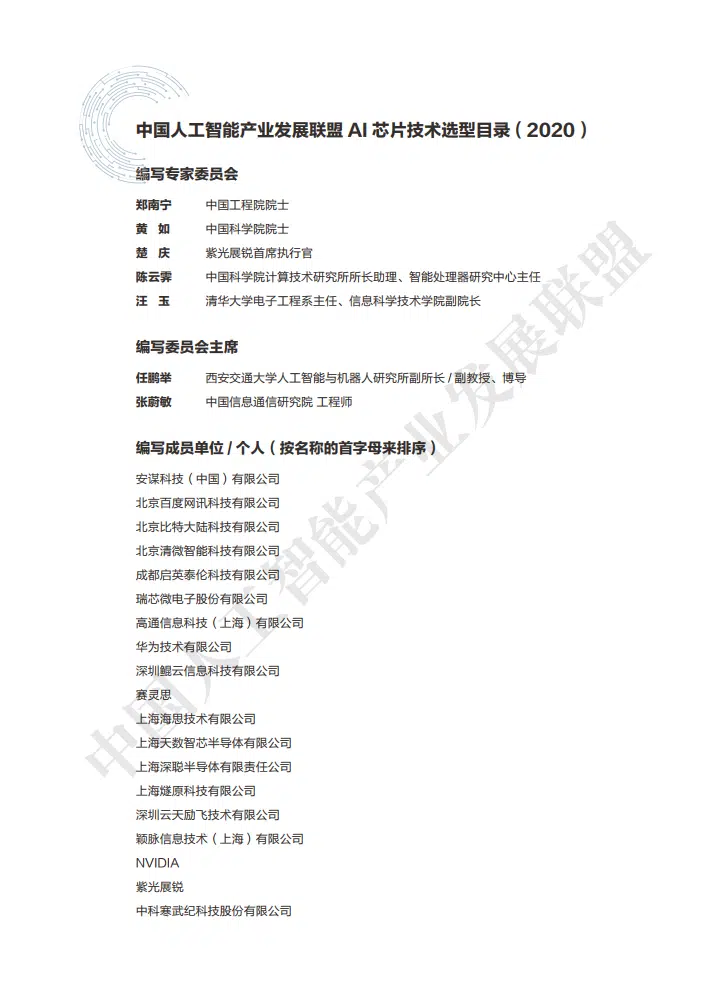 中国人工智能产业发展联盟 AI 芯片技术选型目录（2020）
编写专家委员会
郑南宁 中国工程院院士
黄 如 中国科学院院士
楚 庆 紫光展锐首席执行官
陈云霁 中国科学院计算技术研究所所长助理、智能处理器研究中心主任
汪 玉 清华大学电子工程系主任、信息科学技术学院副院长
编写委员会主席
任鹏举 西安交通大学人工智能与机器人研究所副所长 / 副教授、博导
张蔚敏 中国信息通信研究院 工程师
编写成员单位 / 个人（按名称的首字母来排序）
安谋科技（中国）有限公司
北京百度网讯科技有限公司
北京比特大陆科技有限公司
北京清微智能科技有限公司
成都启英泰伦科技有限公司
瑞芯微电子股份有限公司
高通信息科技（上海）有限公司
华为技术有限公司
深圳鲲云信息科技有限公司
赛灵思
上海海思技术有限公司
上海天数智芯半导体有限公司
上海深聪半导体有限责任公司
上海燧原科技有限公司
深圳云天励飞技术有限公司
颖脉信息技术（上海）有限公司
NVIDIA
紫光展锐
中科寒武纪科技股份有限公司
中国人工智能产业发展联盟